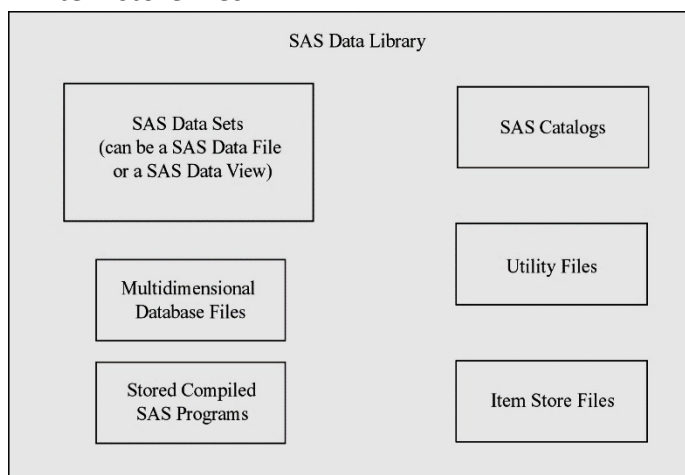 SAS Data Library
SAS Data Sets
(can be a SAS Data File
or a SAS Data View)
SAS Catalogs
Utility Files
Multidimensional
Database Files
Stored Compiled
SAS Programs
Item Store Files